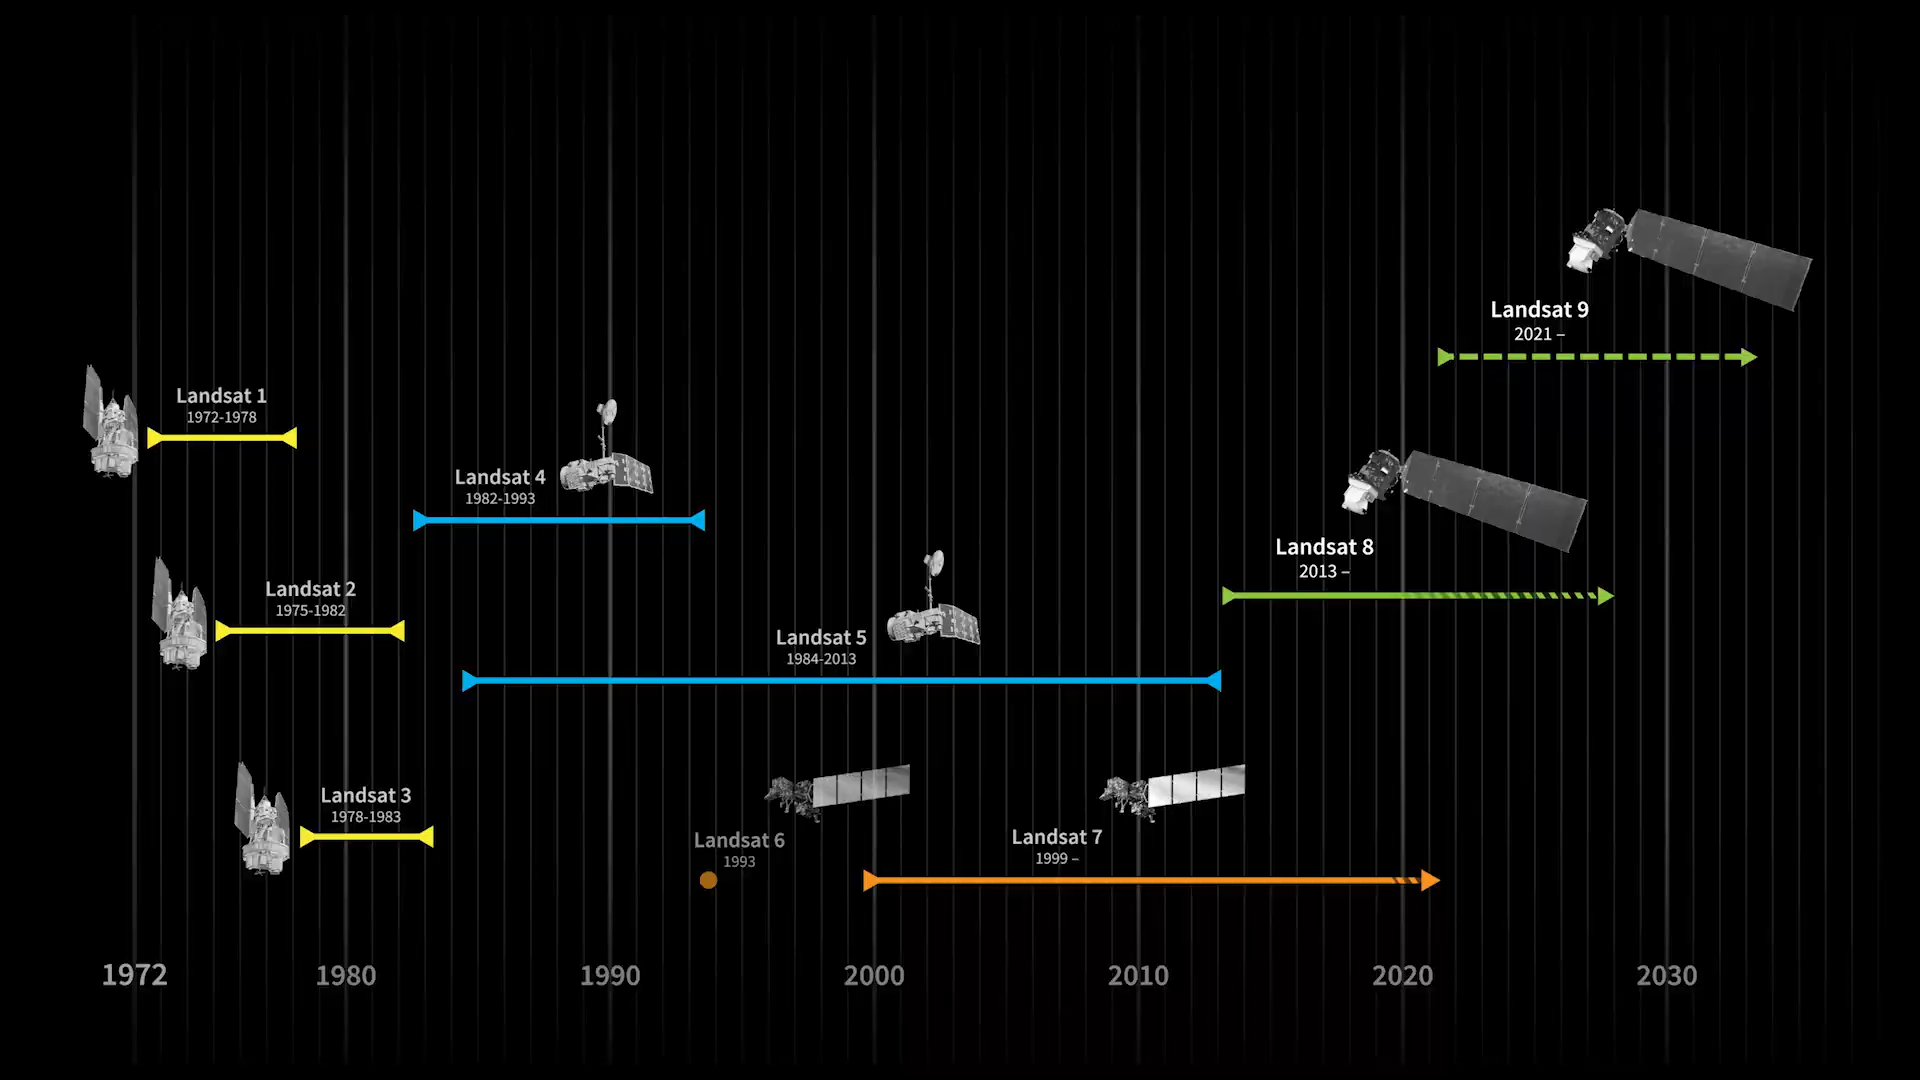 Landsat 1
1972-1978
Landsat 2
1975-1982
Landsat 3
1978-1983
Landsat 4
1982-1993
Landsat 5
1984-2013
Landsat 6
1993
Landsat 7
1999 –
Landsat 8
2013 –
Landsat 9
2021 –
1972 1980 1990 2000 2010 2020 2030